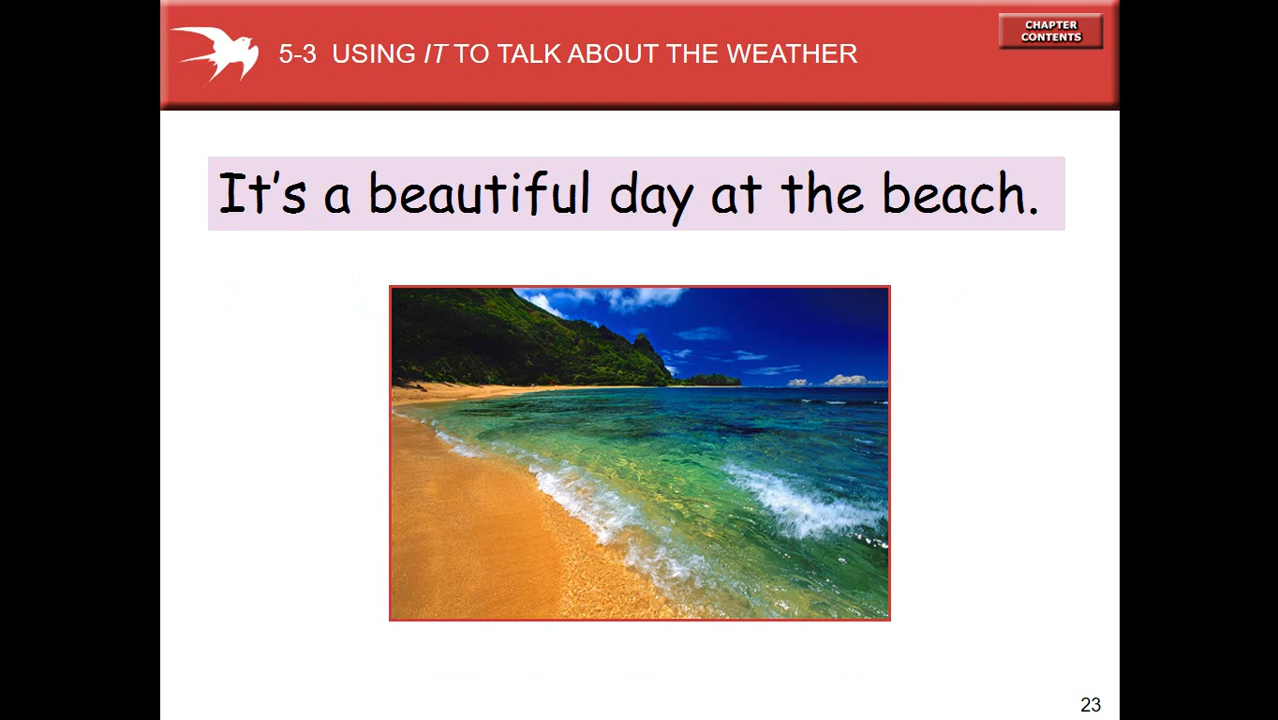 CHAPTER
CONTENTS
5-3 USING IT TO TALK ABOUT THE WEATHER
It's a beautiful day at the beach.
23